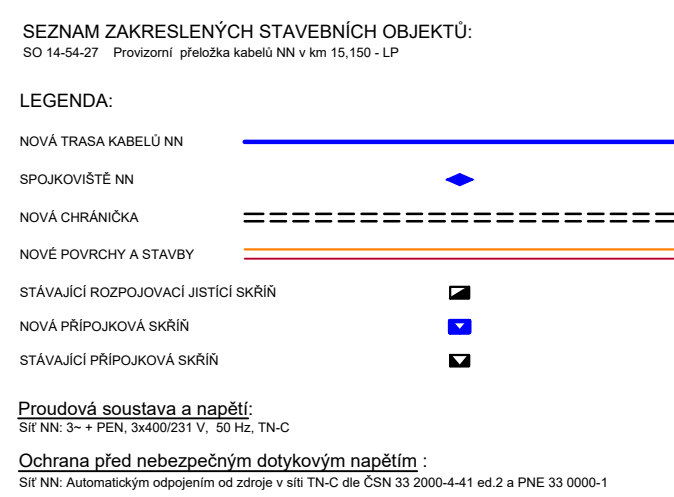 SEZNAM ZAKRESLENÝCH STAVEBNÍCH OBJEKTŮ:
SO 14-54-27 Provizorní přeložka kabelů NN v km 15,150 - LP
LEGENDA:
NOVÁ TRASA KABELŮ NN
SPOJKOVIŠTĚ NN
NOVÁ CHRÁNIČKA
NOVÉ POVRCHY A STAVBY
STÁVAJÍCÍ ROZPOJOVACÍ JISTÍCÍ SKŘÍŇ
NOVÁ PŘÍPOJKOVÁ SKŘÍŇ
STÁVAJÍCÍ PŘÍPOJKOVÁ SKŘÍŇ
Proudová soustava a napětí:
Síť NN: 3~ + PEN, 3x400/231 V, 50 Hz, TN-C
Ochrana před nebezpečným dotykovým napětím :
Síť NN: Automatickým odpojením od zdroje v síti TN-C dle ČSN 33 2000-4-41 ed.2 a PNE 33 0000-1